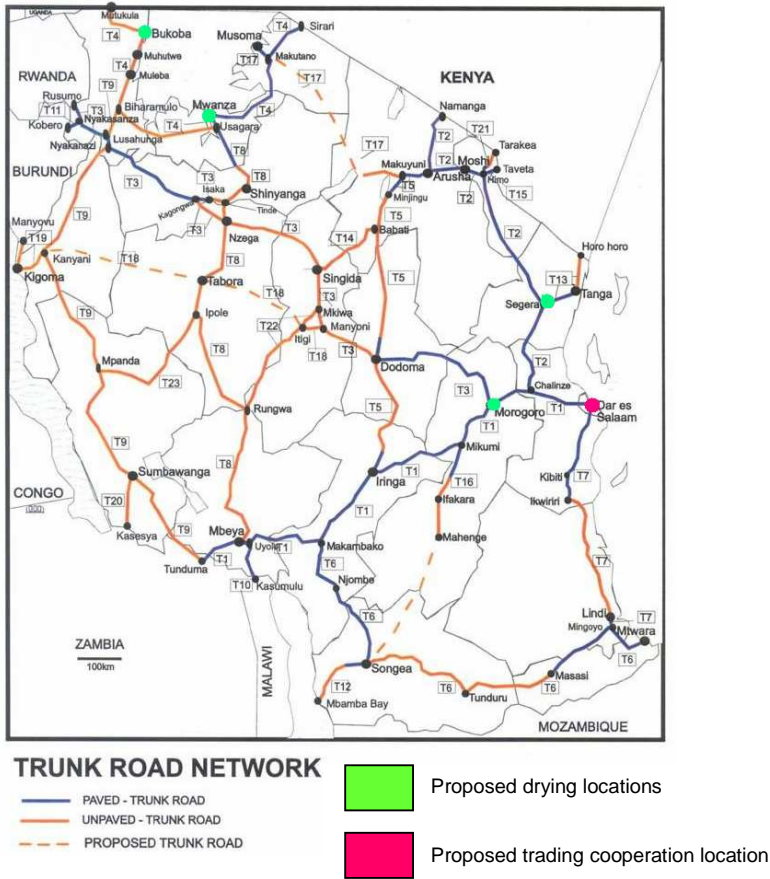 UGANDA
Mutukula
T4
Bukoba
Musoma
T4
Sirari
Muhutwe
T17
Makutano
T4
Muleba
T17
KENYA
RWANDA
T9
Rusumo
Mwanza
T11
T3
Biharamulo
T4
Namanga
Nyakasanza
Kobero
T4
Usagara
T2
T21
Lusahunga
Tarakea
Nyakanazi
T8
T17
Makuyuni
T2
Moshi
BURUNDI
T3
T8
T5
Arusha
Himo
Taveta
T3
Isaka
Shinyanga
Minjingu
T2
T15
Kagongwa
Tinde
T9
T3
T3
T5
Manyovu
Nzega
T14
Babati
T2
T19
Horo horo
Kanyani
T18
T8
T5
Kigoma
Singida
T13
Tabora
T18
T3
Segera
Tanga
T9
Ipole
Mkiwa
T22
Manyoni
Itigi
T18
T3
T2
Mpanda
T8
Dodoma
T23
T3
Chalinze
T5
T1
Dar es
Rungwa
Morogoro
Salaam
T9
T1
Mikumi
T8
Sumbawanga
T1
T16
Kibiti
T7
Iringa
CONGO
Ifakara
Ikwiriri
T20
T1
T9
Kasesya
Mbeya
Mahenge
Uyole
T1
Makambako
T7
T1
Tunduma
T6
T10
Kasumulu
Njombe
Lindi
T7
T6
Mingoyo
Mtwara
ZAMBIA
100km
MALAWI
T6
Songea
Masasi
T12
T6
T6
Mbamba Bay
Tunduru
MOZAMBIQUE
TRUNK ROAD NETWORK
PAVED - TRUNK ROAD
UNPAVED - TRUNK ROAD
PROPOSED TRUNK ROAD
Proposed drying locations
Proposed trading cooperation location